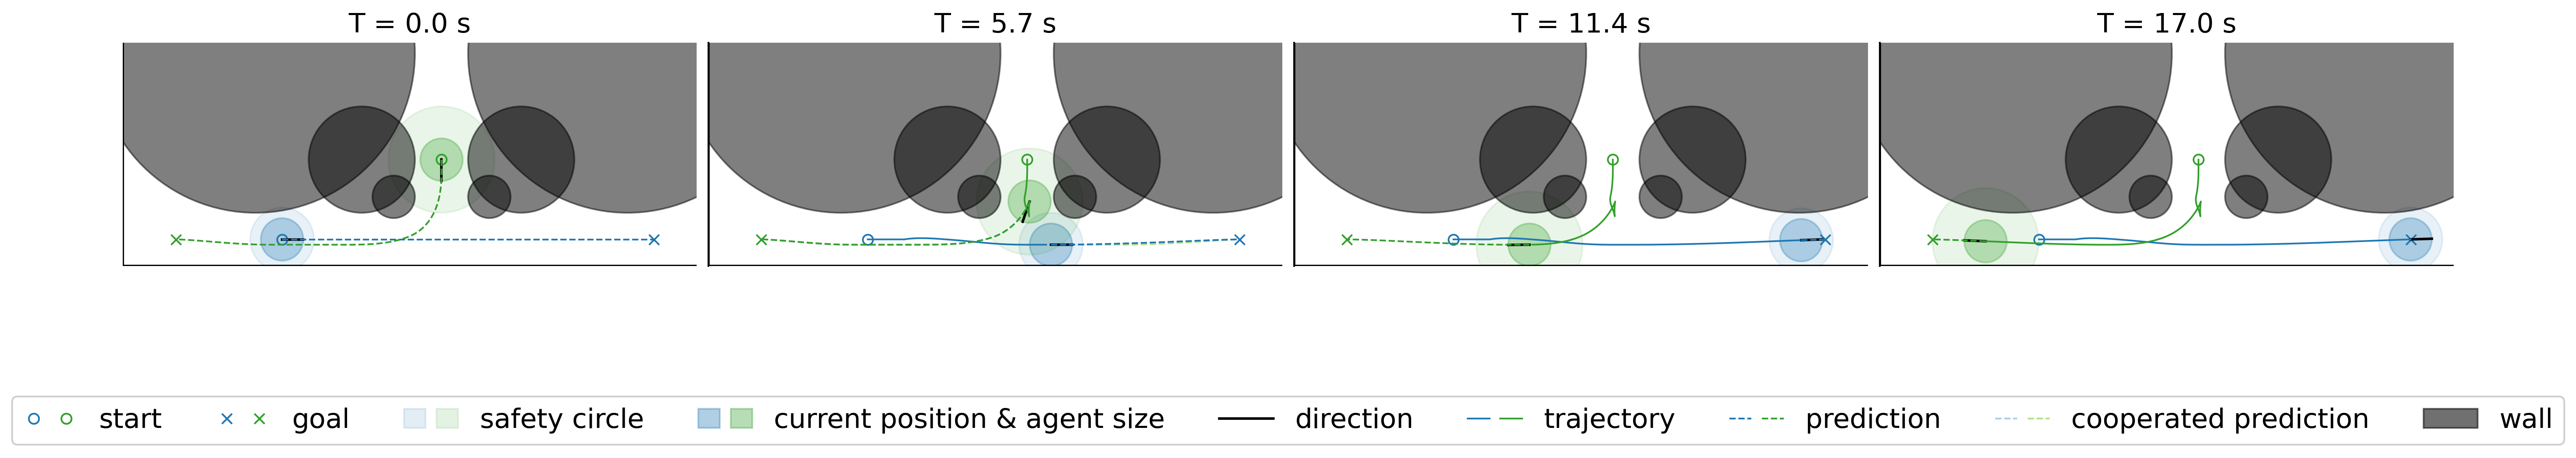 T = 0.0 s
T = 5.7 s
T = 11.4 s
T = 17.0 s
start
goal
safety circle
current position & agent size
direction
trajectory
prediction
cooperated prediction
wall